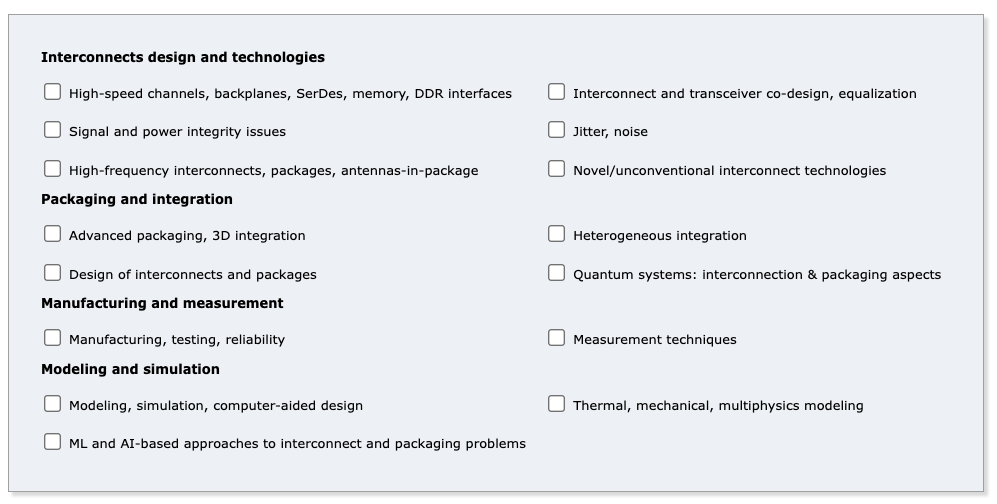 Interconnects design and technologies
High-speed channels, backplanes, SerDes, memory, DDR interfaces
Interconnect and transceiver co-design, equalization
Signal and power integrity issues
Jitter, noise
High-frequency interconnects, packages, antennas-in-package
Novel/unconventional interconnect technologies
Packaging and integration
Advanced packaging, 3D integration
Heterogeneous integration
Design of interconnects and packages
Quantum systems: interconnection & packaging aspects
Manufacturing and measurement
Manufacturing, testing, reliability
Measurement techniques
Modeling and simulation
Modeling, simulation, computer-aided design
Thermal, mechanical, multiphysics modeling
ML and AI-based approaches to interconnect and packaging problems